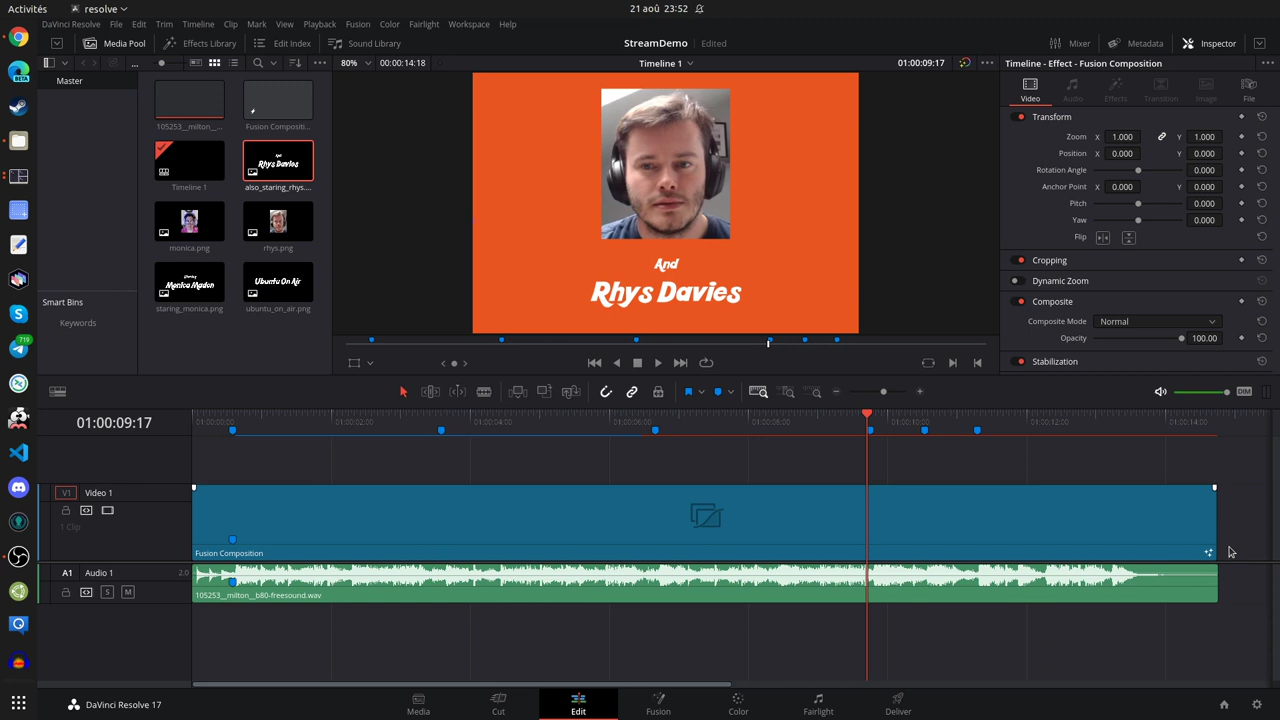 Activités
resolve
21 aoû 23:52
DaVinci Resolve File Edit Trim Timeline Clip Mark View Playback Fusion Color Fairlight Workspace Help
Media Pool
Effects Library
Edit Index
Sound Library
StreamDemo
Edited
Mixer
Metadata
Inspector
...
80%
00:00:14:18
Timeline 1
01:00:09:17
Timeline - Effect - Fusion Composition
Master
105253__milton__...
Fusion Compositi...
Timeline 1
And
Rhys Davies
also_staring_rhys....
monica.png
rhys.png
Staring
Monica Madon
staring_monica.png
Ubuntu On Air
ubuntu_on_air.png
Smart Bins
Keywords
And
Rhys Davies
Video
Audio
Effects
Transition
Image
File
Transform
Zoom X 1.000 Y 1.000
Position X 0.000 Y 0.000
Rotation Angle 0.000
Anchor Point X 0.000 Y 0.000
Pitch 0.000
Yaw 0.000
Flip
Cropping
Dynamic Zoom
Composite
Composite Mode Normal
Opacity 100.00
Stabilization
719
DIM
01:00:09:17
01:00:00:00
01:00:02:00
01:00:04:00
01:00:06:00
01:00:08:00
01:00:10:00
01:00:12:00
01:00:14:00
V1 Video 1
1 Clip
Fusion Composition
A1 Audio 1 2.0
S M
105253__milton__b80-freesound.wav
DaVinci Resolve 17
Media
Cut
Edit
Fusion
Color
Fairlight
Deliver